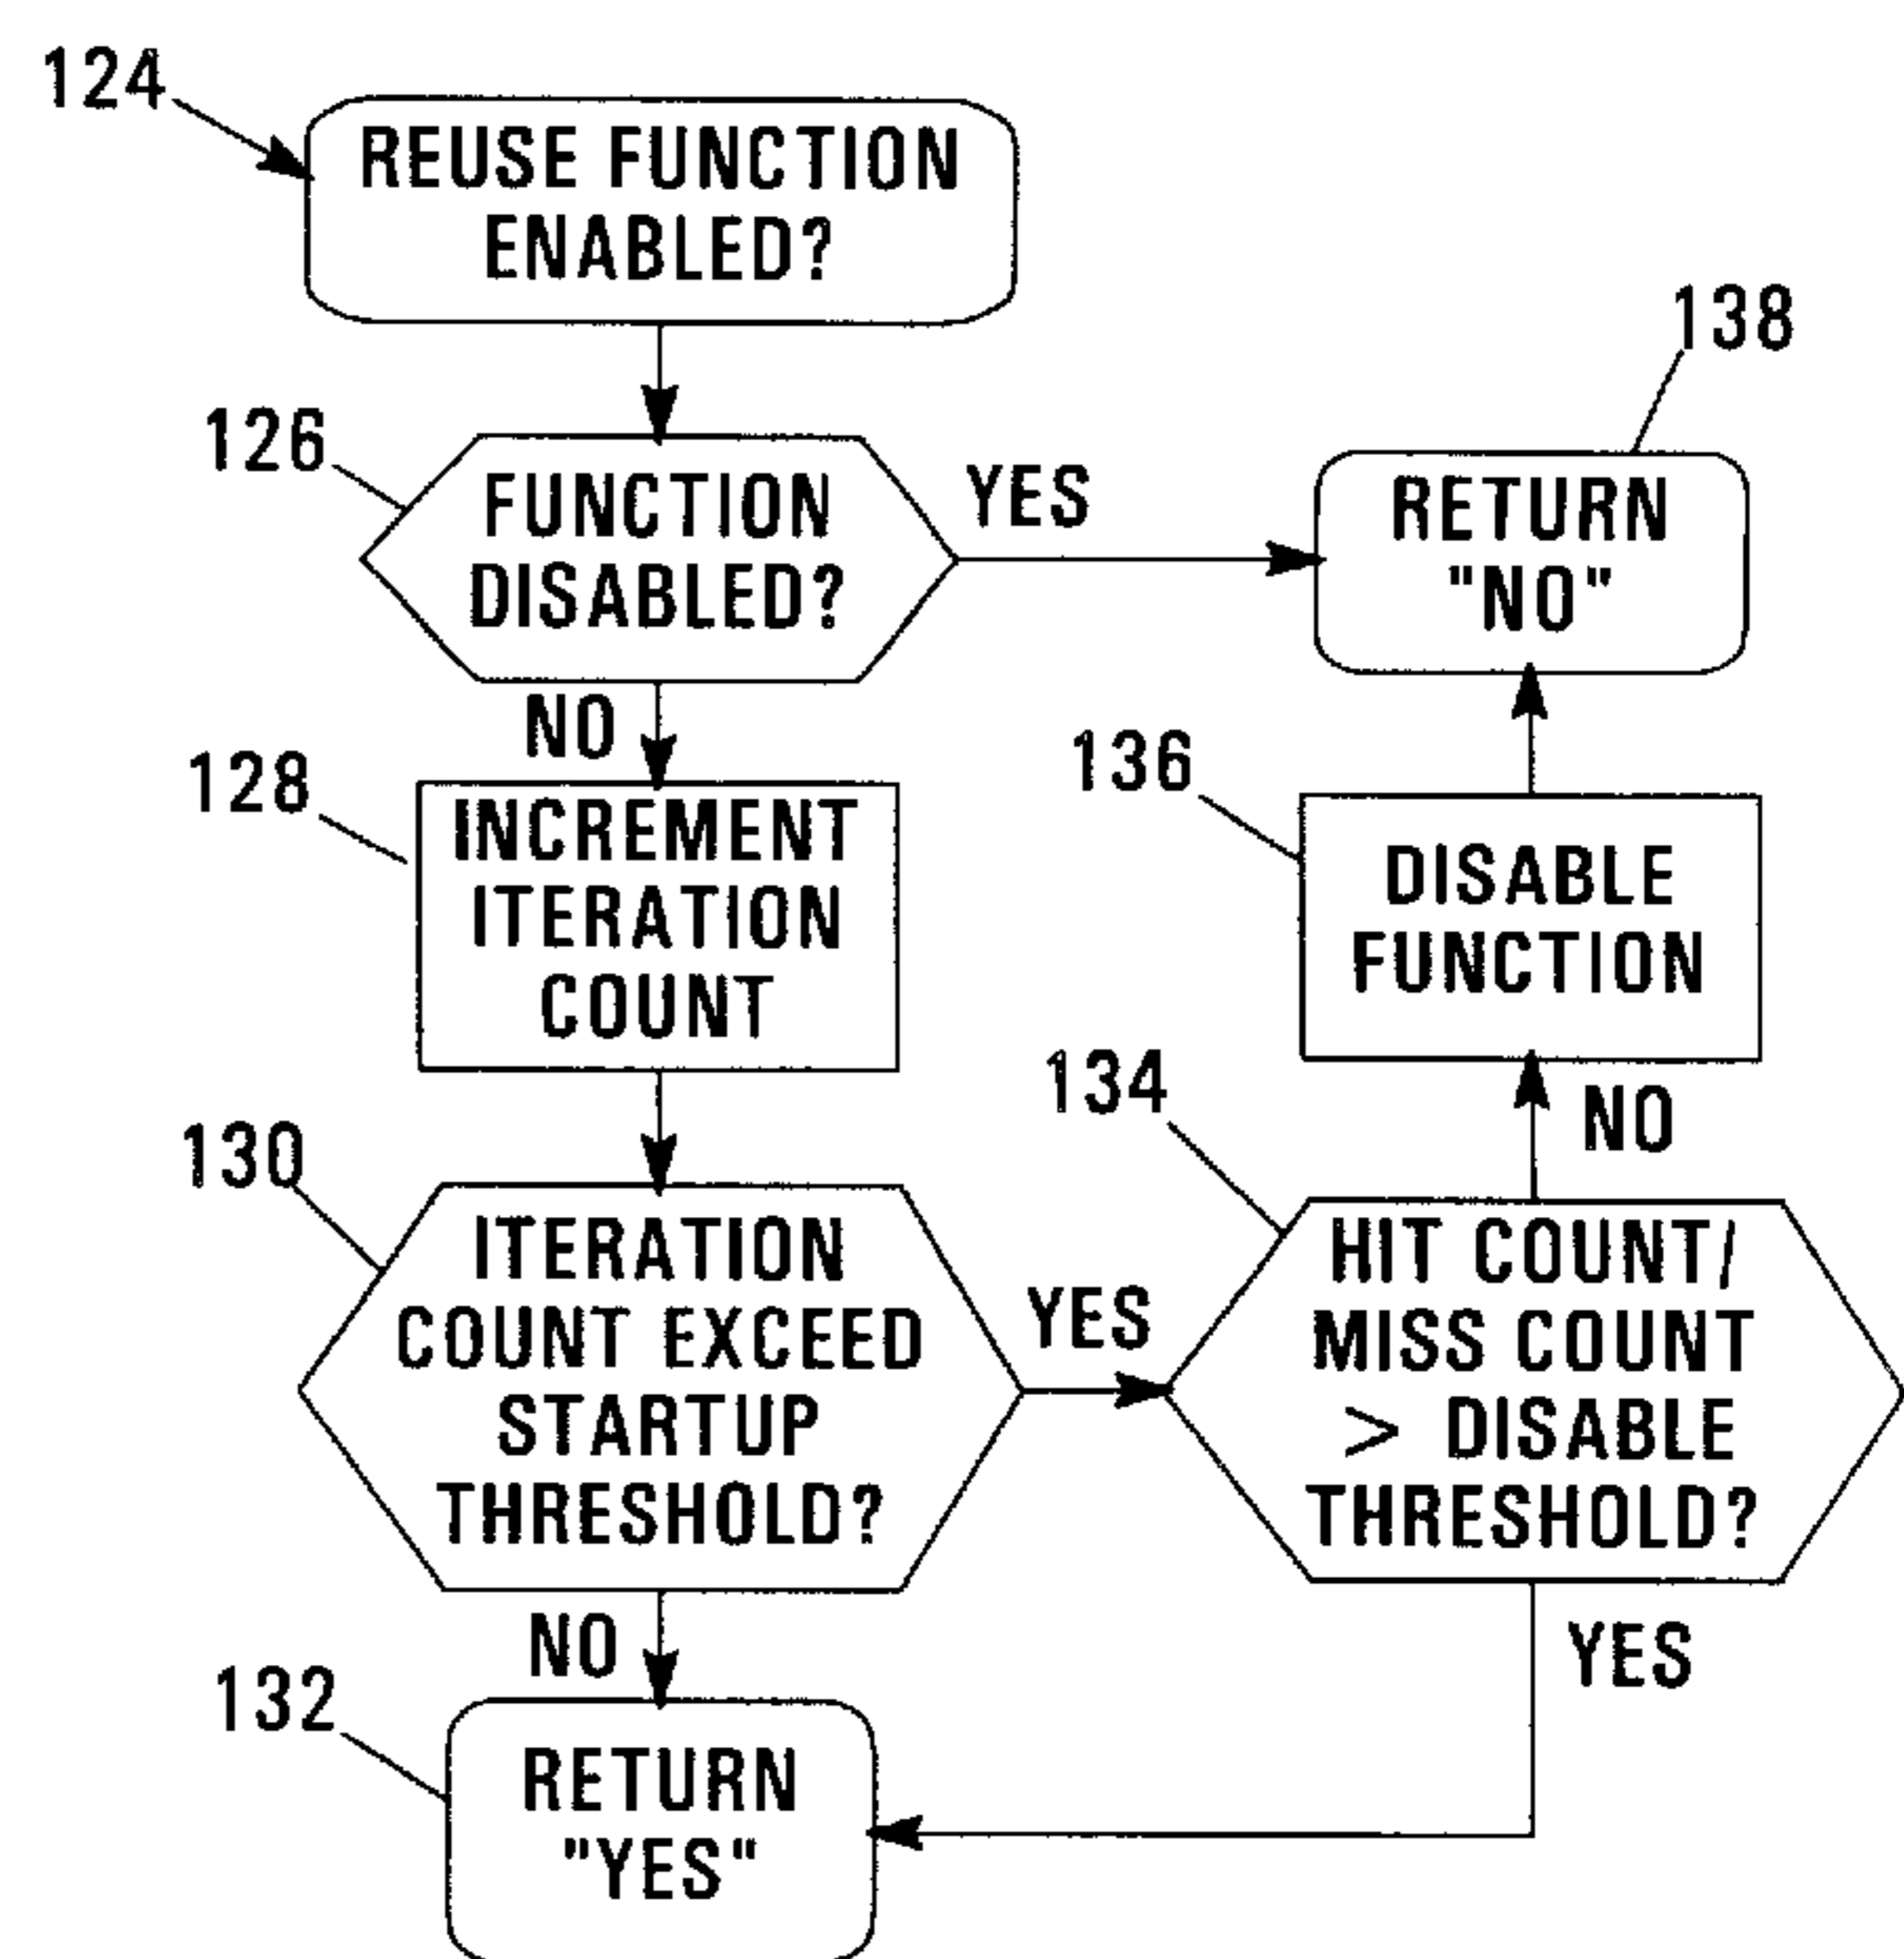 124
REUSE FUNCTION
ENABLED?
138
126
FUNCTION
DISABLED?
YES
RETURN
"NO"
NO
128
INCREMENT
ITERATION
COUNT
136
DISABLE
FUNCTION
NO
130
ITERATION
COUNT EXCEED
STARTUP
THRESHOLD?
YES
134
HIT COUNT/
MISS COUNT
> DISABLE
THRESHOLD?
NO
YES
132
RETURN
"YES"